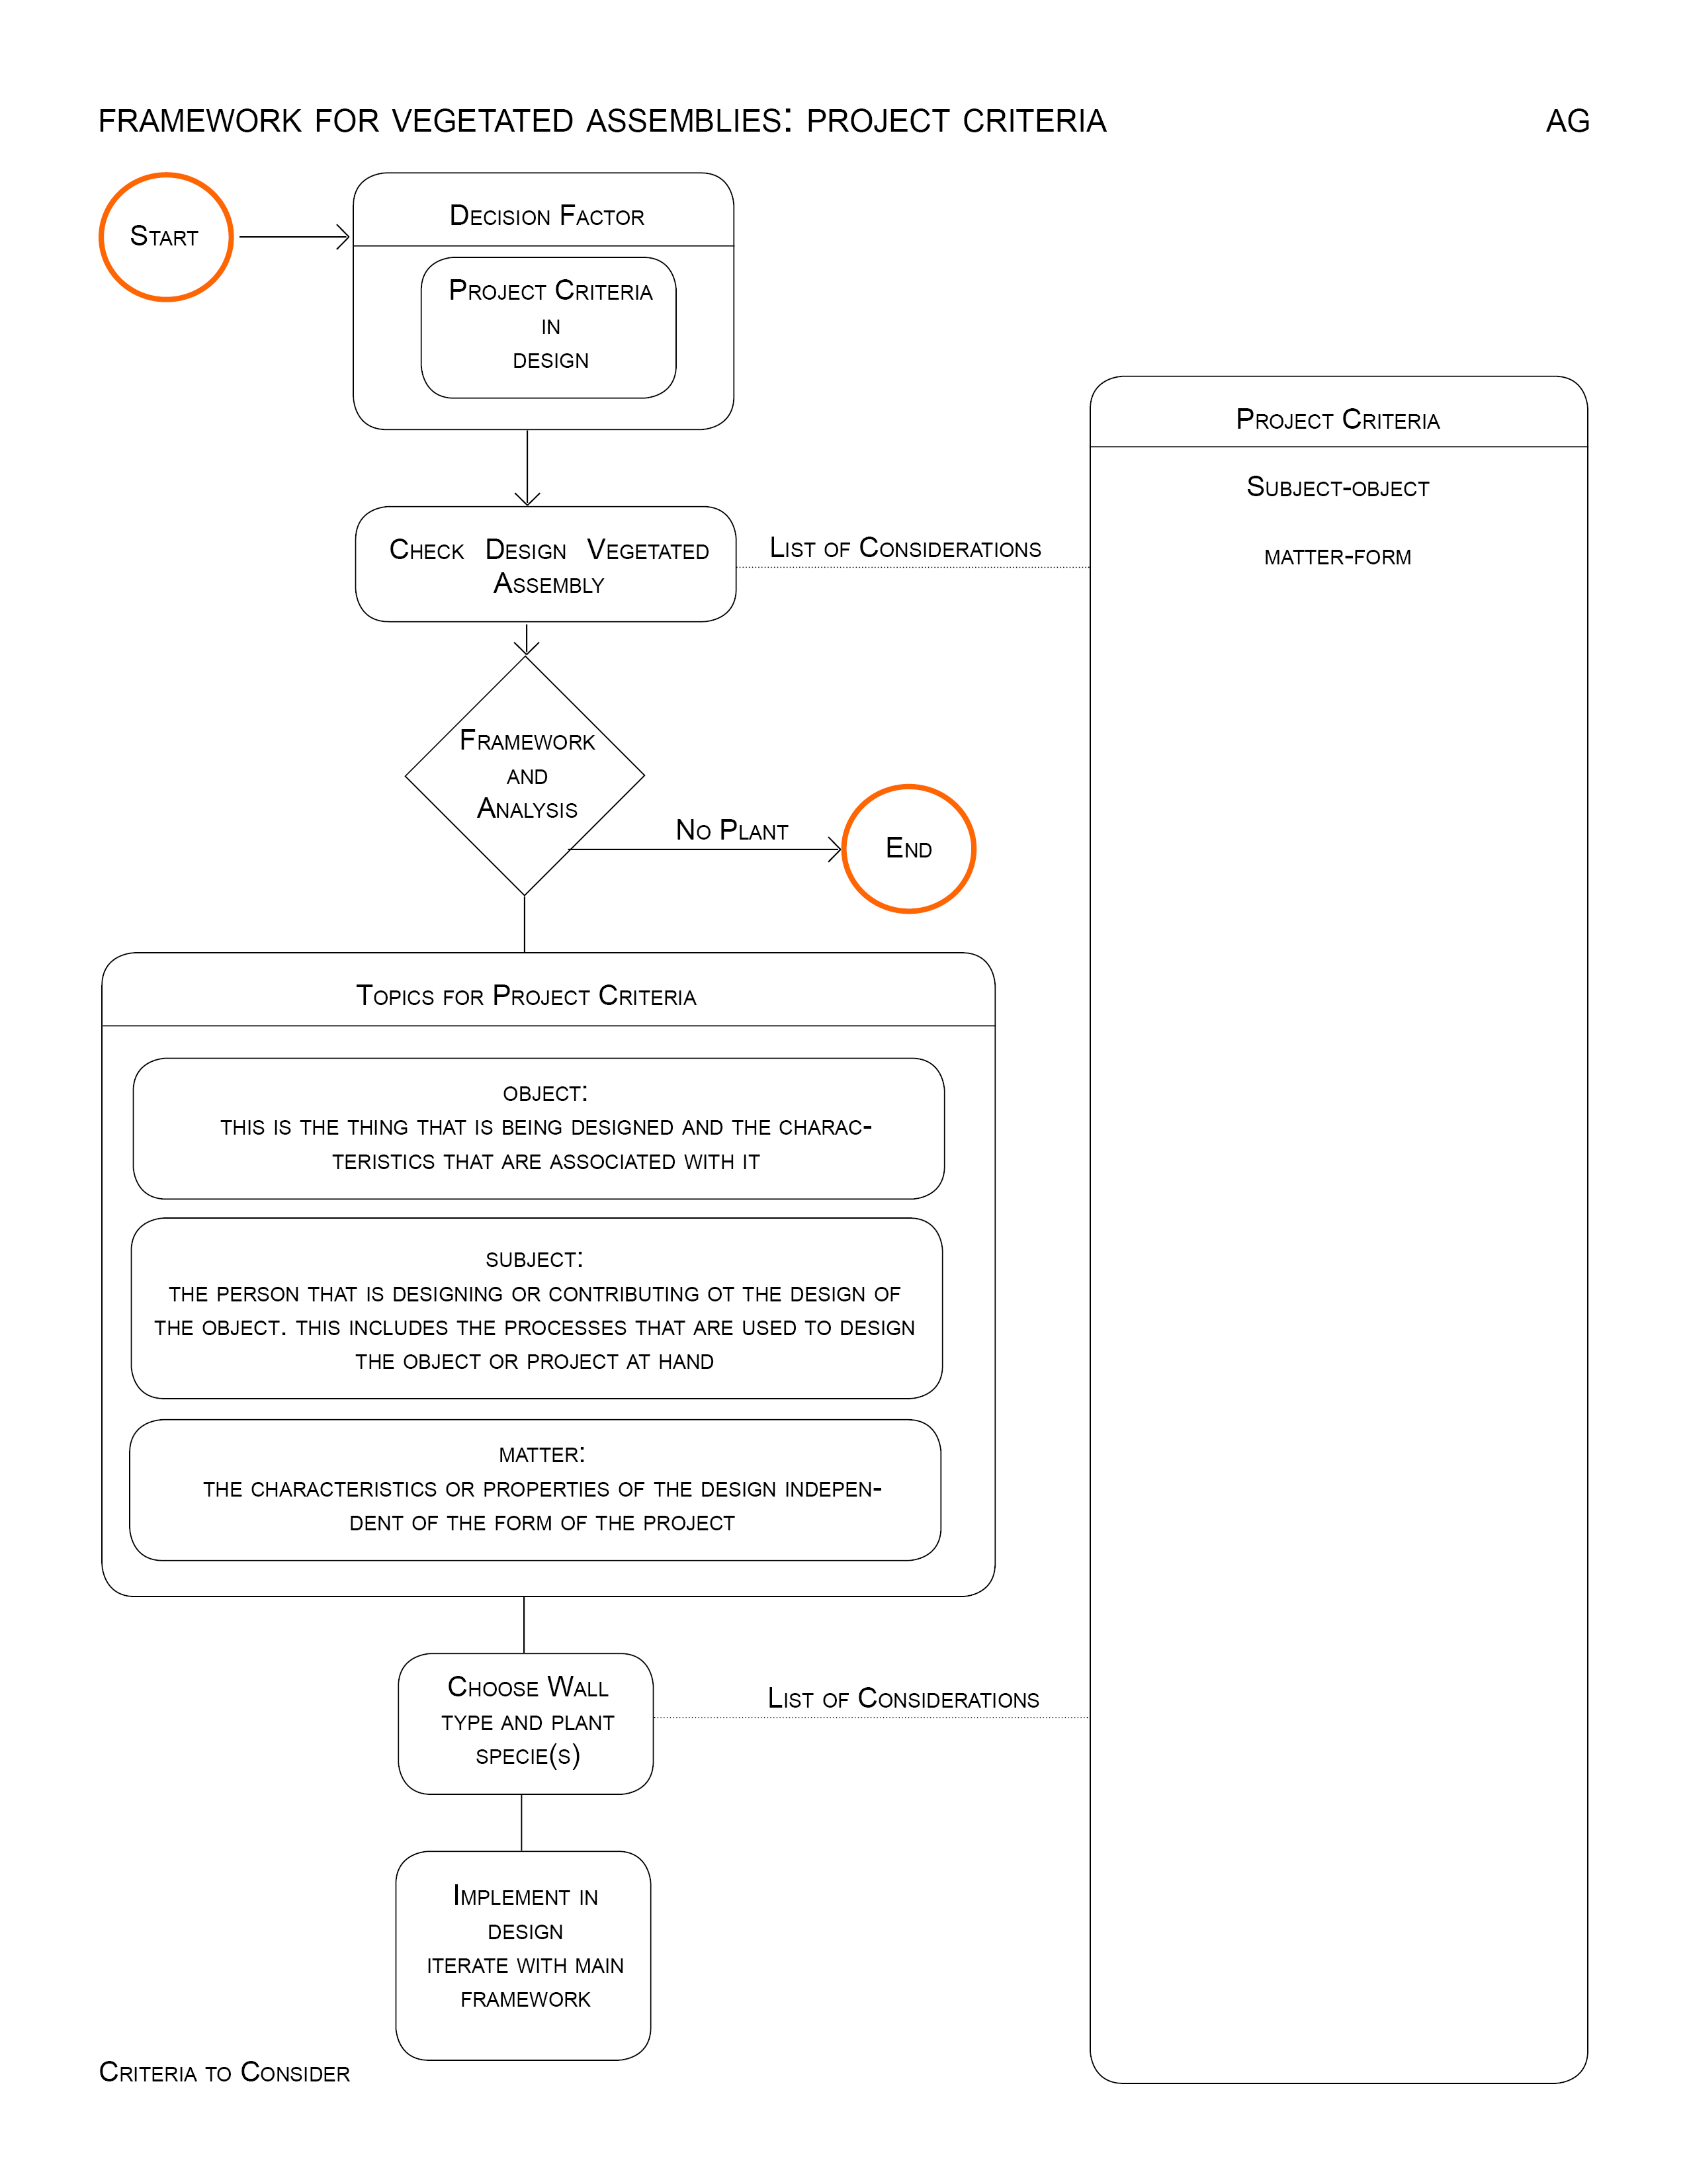 FRAMEWORK FOR VEGETATED ASSEMBLIES: PROJECT CRITERIA
AG
START
DECISION FACTOR
PROJECT CRITERIA
IN
DESIGN
PROJECT CRITERIA
SUBJECT-OBJECT
MATTER-FORM
CHECK DESIGN VEGETATED
ASSEMBLY
LIST OF CONSIDERATIONS
FRAMEWORK
AND
ANALYSIS
NO PLANT
END
TOPICS FOR PROJECT CRITERIA
OBJECT:
THIS IS THE THING THAT IS BEING DESIGNED AND THE CHARAC-
TERISTICS THAT ARE ASSOCIATED WITH IT
SUBJECT:
THE PERSON THAT IS DESIGNING OR CONTRIBUTING OT THE DESIGN OF
THE OBJECT. THIS INCLUDES THE PROCESSES THAT ARE USED TO DESIGN
THE OBJECT OR PROJECT AT HAND
MATTER:
THE CHARACTERISTICS OR PROPERTIES OF THE DESIGN INDEPEN-
DENT OF THE FORM OF THE PROJECT
CHOOSE WALL
TYPE AND PLANT
SPECIE(S)
LIST OF CONSIDERATIONS
IMPLEMENT IN
DESIGN
ITERATE WITH MAIN
FRAMEWORK
CRITERIA TO CONSIDER